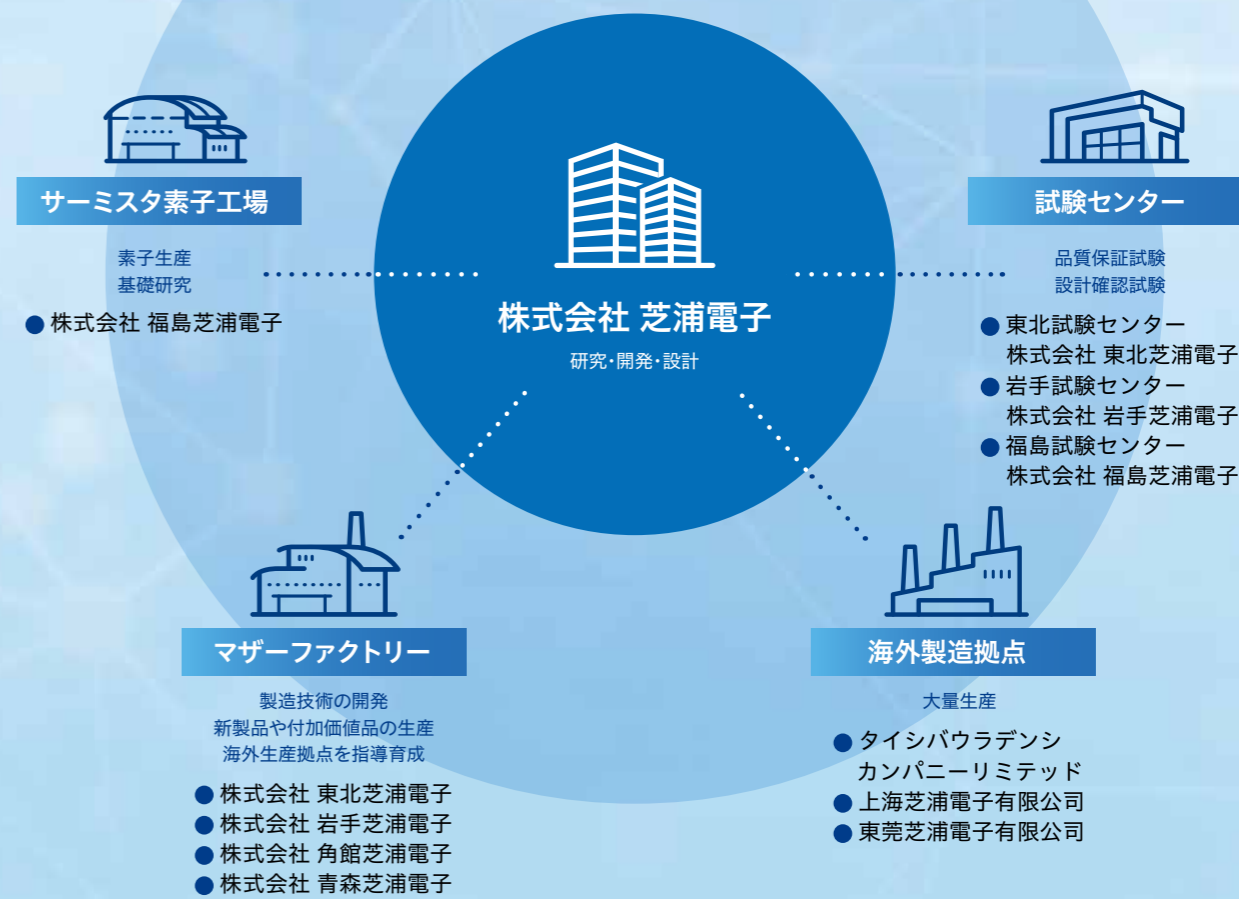 株式会社 芝浦電子
研究・開発・設計
サーミスタ素子工場
素子生産
基礎研究
●株式会社 福島芝浦電子
試験センター
品質保証試験
設計確認試験
●東北試験センター
株式会社 東北芝浦電子
●岩手試験センター
株式会社 岩手芝浦電子
●福島試験センター
株式会社 福島芝浦電子
マザーファクトリー
製造技術の開発
新製品や付加価値品の生産
海外生産拠点を指導育成
●株式会社 東北芝浦電子
●株式会社 岩手芝浦電子
●株式会社 角館芝浦電子
●株式会社 青森芝浦電子
海外製造拠点
大量生産
●タイシバウラデンシ
カンパニーリミテッド
●上海芝浦電子有限公司
●東莞芝浦電子有限公司